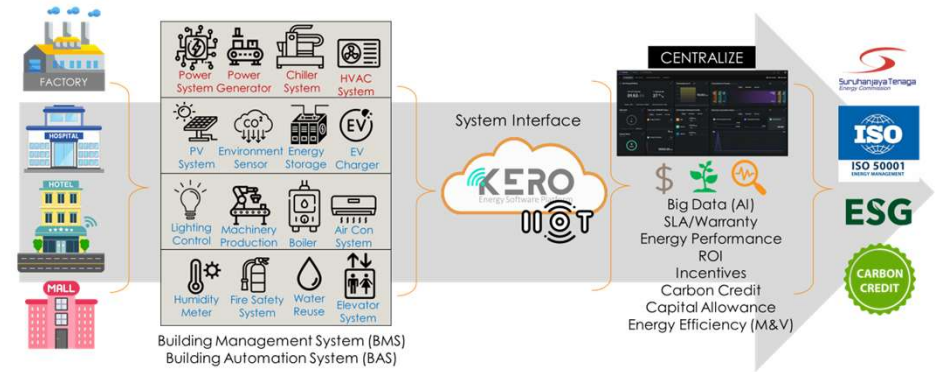 FACTORY
HOSPITAL
HOTEL
MALL
Power System
Power Generator
Chiller System
HVAC System
PV System
CO²
Environment Sensor
Energy Storage
EV
EV Charger
Lighting Control
Machinery Production
Boiler
Air Con System
Humidity Meter
Fire Safety System
Water Reuse
Elevator System
Building Management System (BMS)
Building Automation System (BAS)
System Interface
KERO
Energy Software Platform
IIOT
CENTRALIZE
$
Big Data (AI)
SLA/Warranty
Energy Performance
ROI
Incentives
Carbon Credit
Capital Allowance
Energy Efficiency (M&V)
Suruhanjaya Tenaga
Energy Commission
ISO
ISO 50001
ENERGY MANAGEMENT
ESG
CARBON
CREDIT